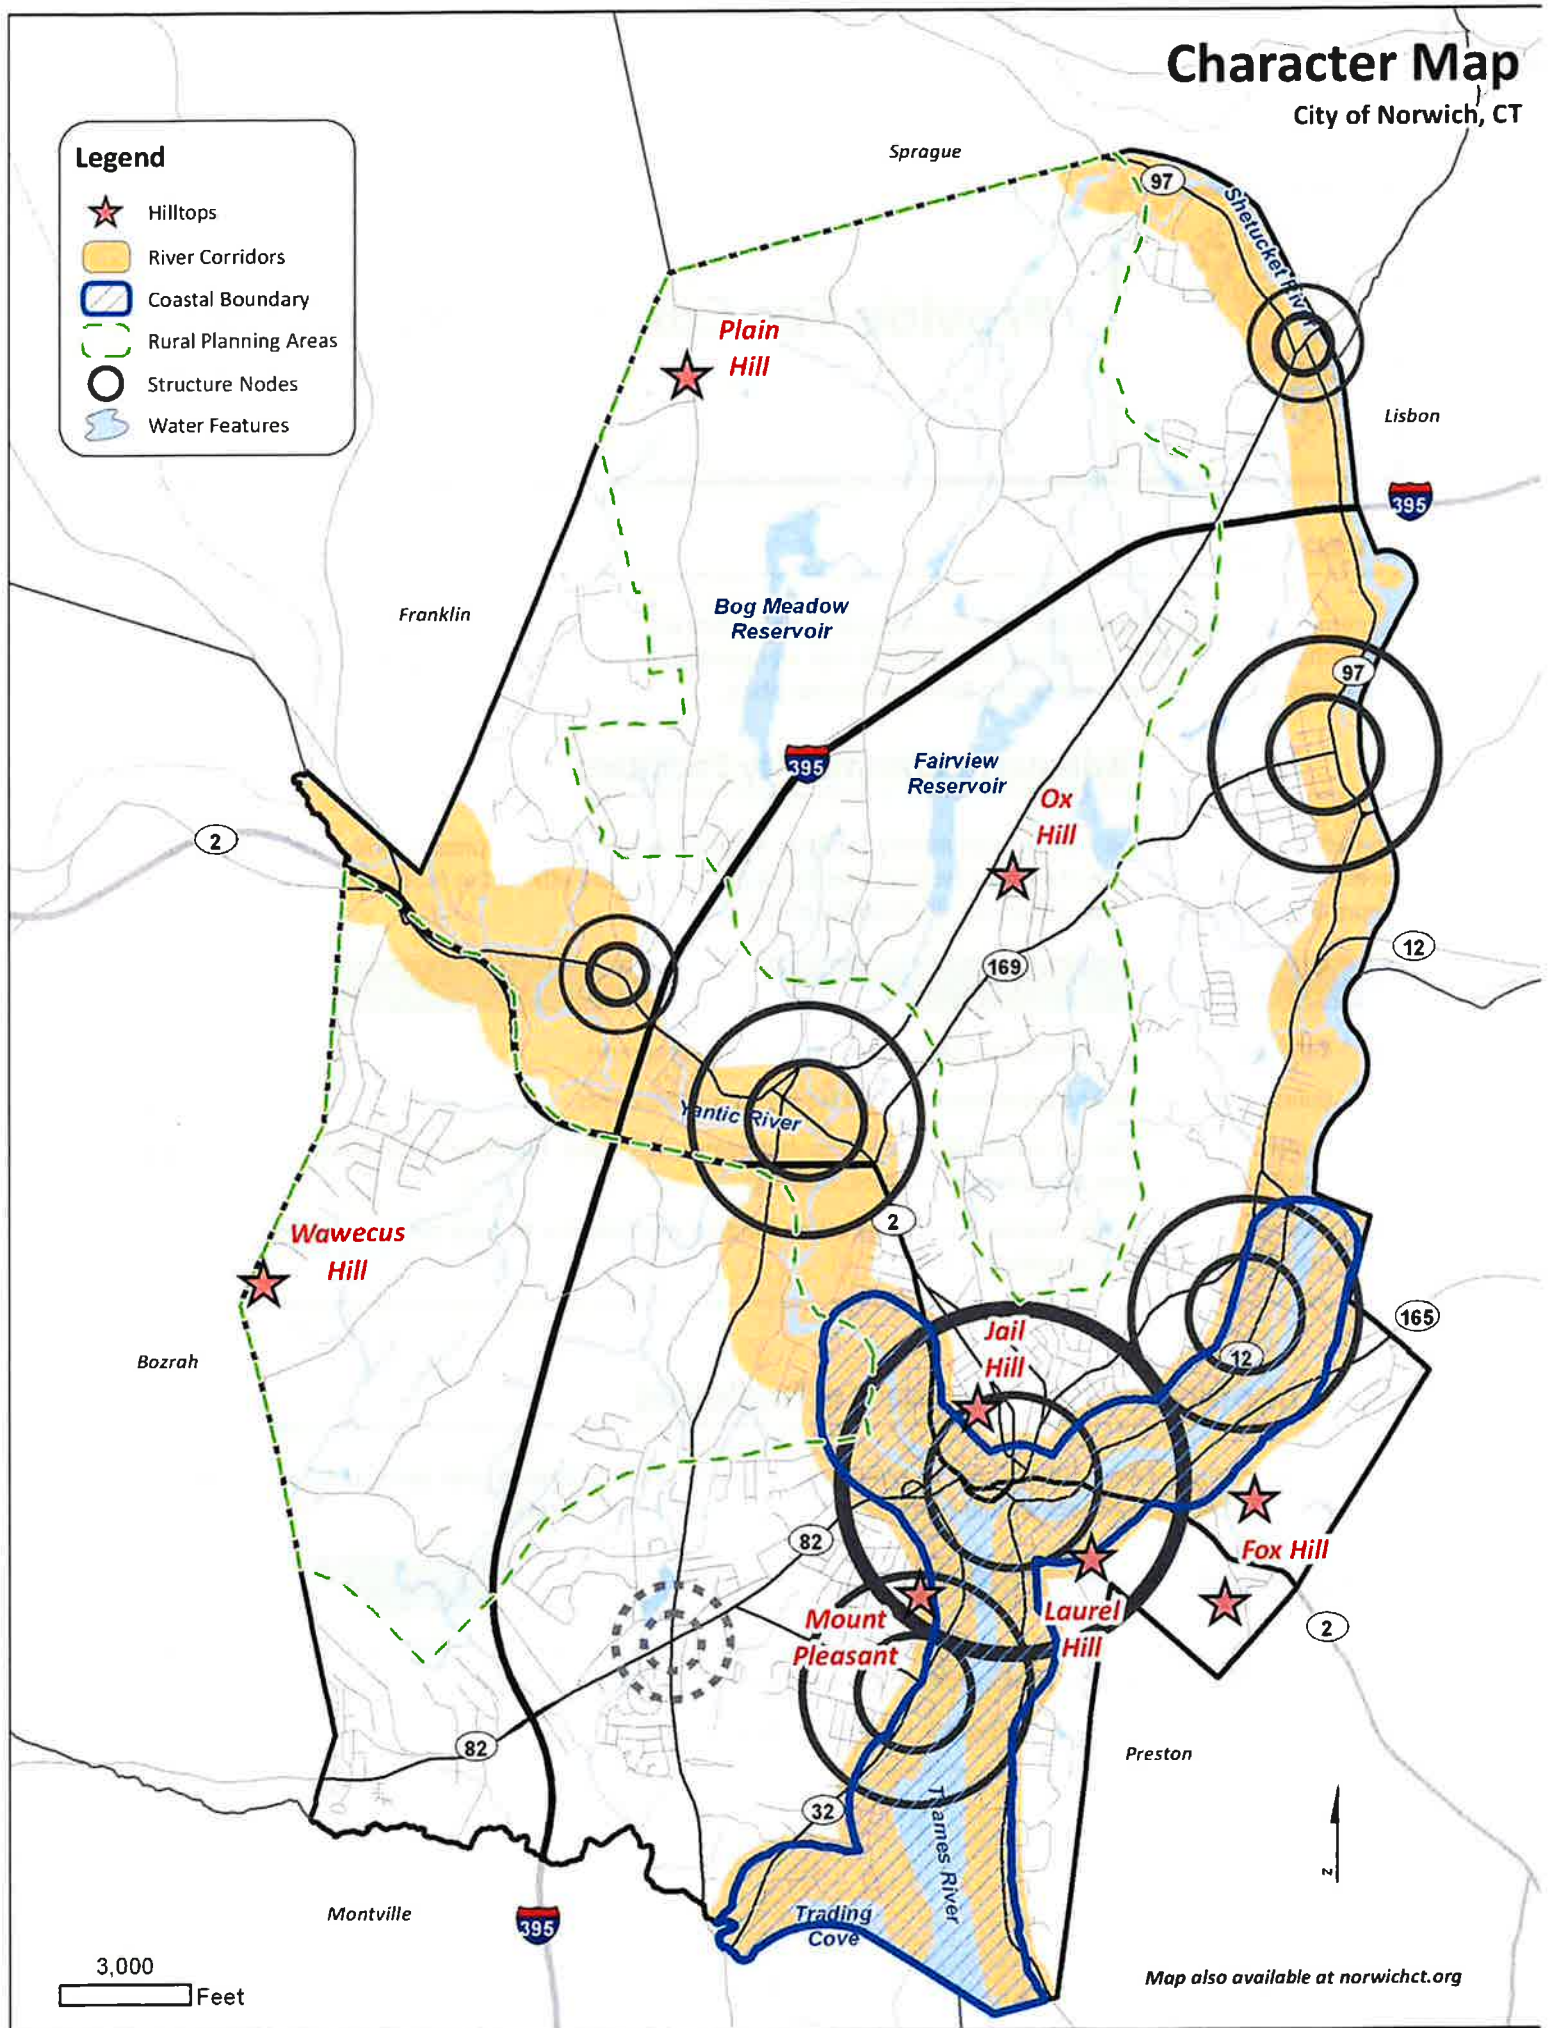 Character Map
City of Norwich, CT
Legend
Hilltops
River Corridors
Coastal Boundary
Rural Planning Areas
Structure Nodes
Water Features
Sprague
97
Shetucket River
Plain
Hill
Lisbon
395
Franklin
Bog Meadow
Reservoir
97
395
Fairview
Reservoir
Ox
Hill
2
12
169
Yantic River
2
Wawecus
Hill
165
Jail
Hill
12
Bozrah
82
Fox Hill
Mount
Pleasant
Laurel
Hill
2
82
Preston
32
Thames River
Trading
Cove
Montville
395
N
3,000
Feet
Map also available at norwichct.org